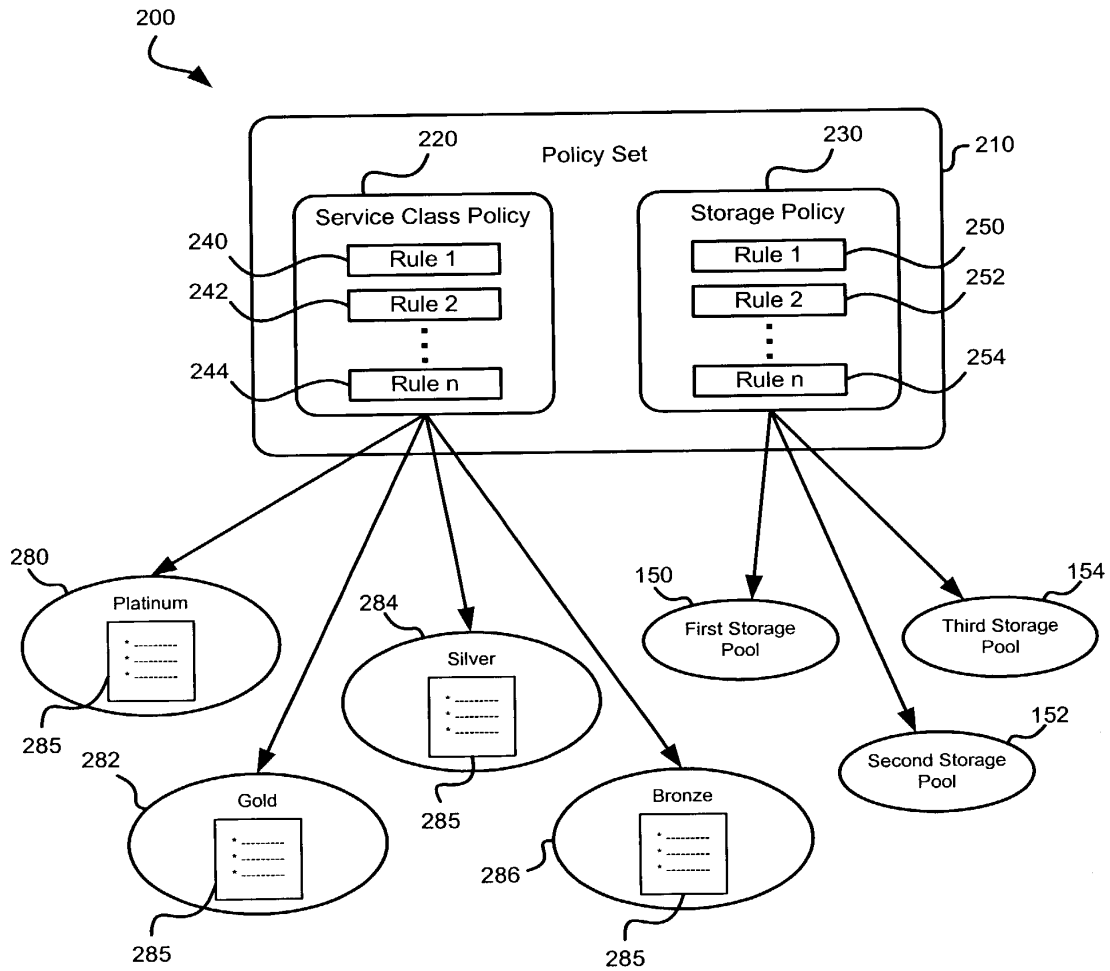 200
220
230
210
Policy Set
Service Class Policy
Storage Policy
240
Rule 1
Rule 1
250
242
Rule 2
Rule 2
252
244
Rule n
Rule n
254
280
Platinum
* ---------
* ---------
* ---------
285
284
Silver
* ---------
* ---------
* ---------
285
150
First Storage
Pool
154
Third Storage
Pool
282
Gold
* ---------
* ---------
* ---------
285
286
Bronze
* ---------
* ---------
* ---------
285
152
Second Storage
Pool